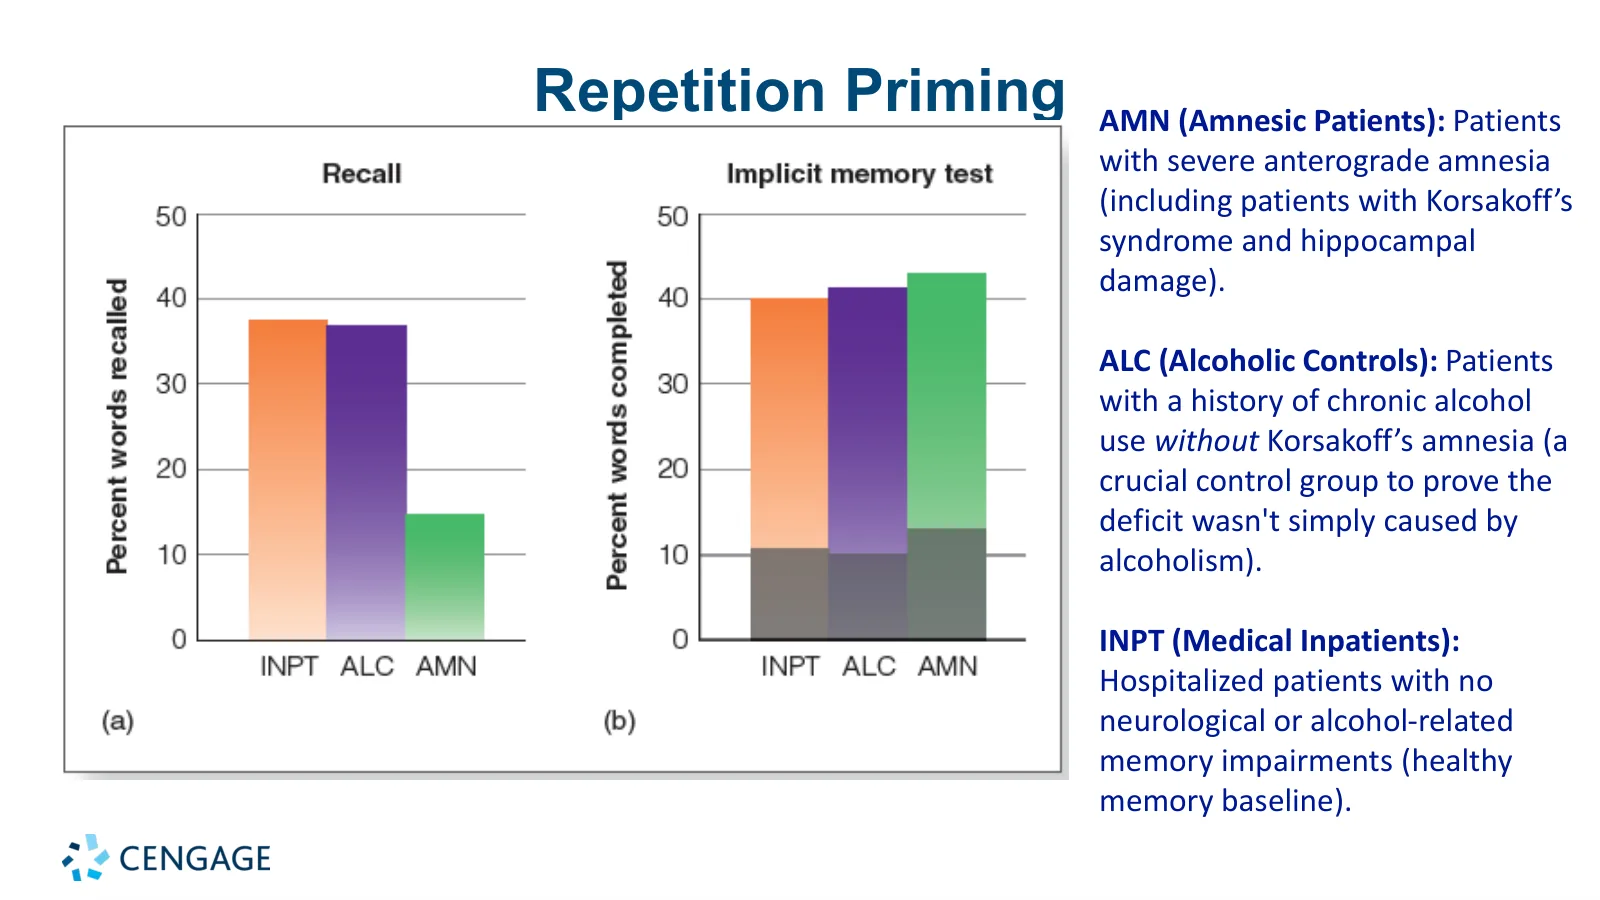 Repetition Priming
Recall
Percent words recalled
50
40
30
20
10
0
INPT ALC AMN
(a)
Implicit memory test
Percent words completed
50
40
30
20
10
0
INPT ALC AMN
(b)
AMN (Amnesic Patients): Patients
with severe anterograde amnesia
(including patients with Korsakoff’s
syndrome and hippocampal
damage).
ALC (Alcoholic Controls): Patients
with a history of chronic alcohol
use without Korsakoff’s amnesia (a
crucial control group to prove the
deficit wasn't simply caused by
alcoholism).
INPT (Medical Inpatients):
Hospitalized patients with no
neurological or alcohol-related
memory impairments (healthy
memory baseline).
CENGAGE